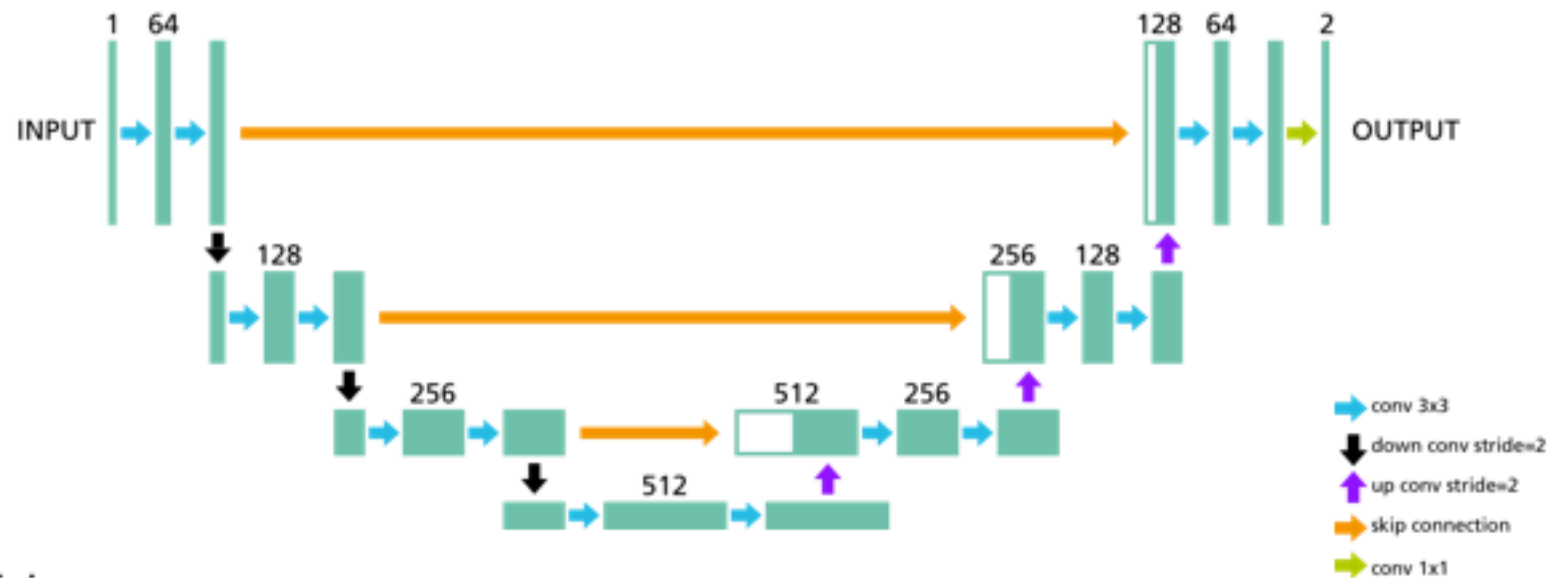 1 64 128 64 2
INPUT OUTPUT
128 256 128
256 512 256
512
conv 3x3
down conv stride=2
up conv stride=2
skip connection
conv 1x1